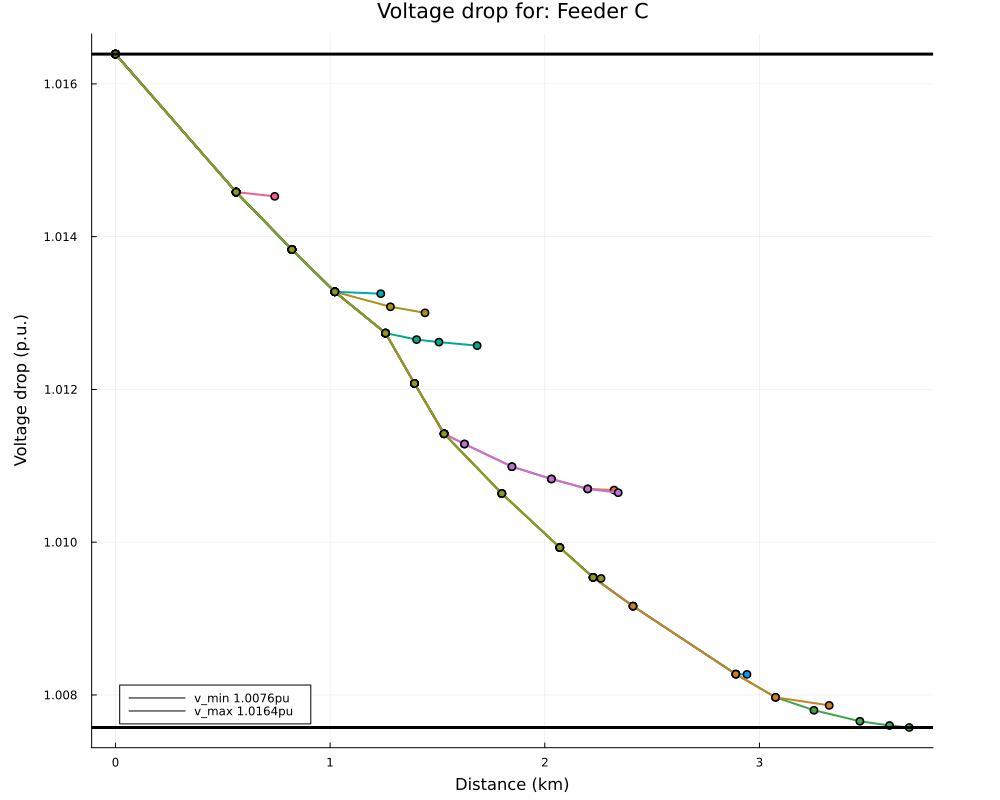 Voltage drop for: Feeder C
Voltage drop (p.u.)
1.016
1.014
1.012
1.010
1.008
v_min 1.0076pu
v_max 1.0164pu
0 1 2 3
Distance (km)